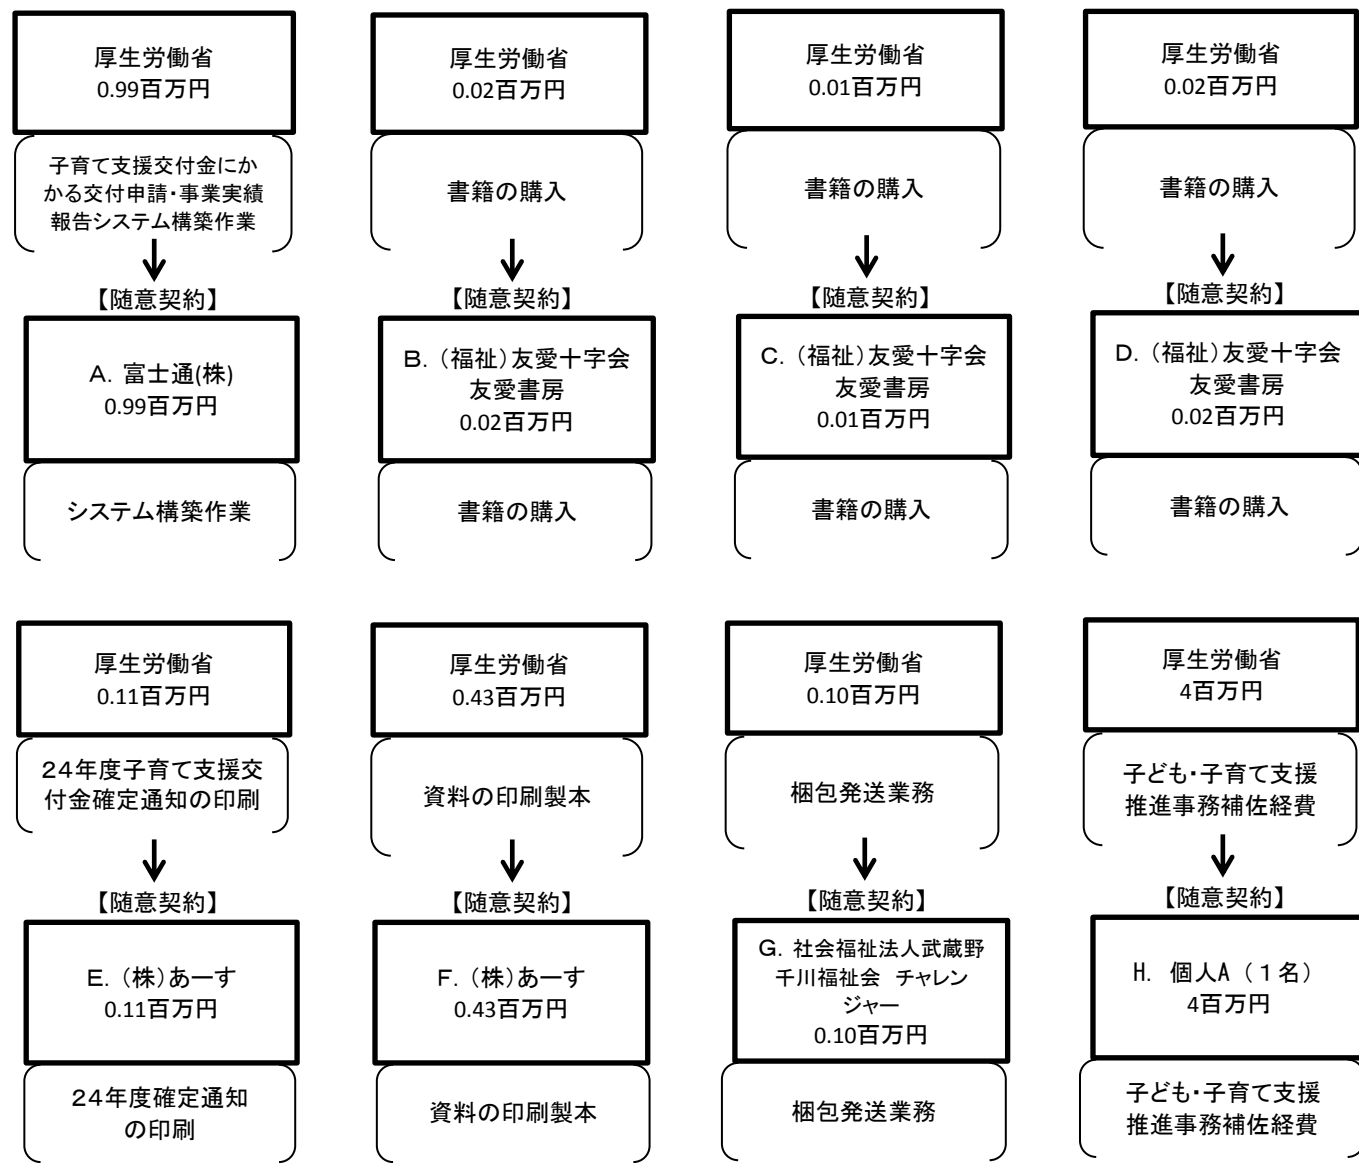 厚生労働省
0.99百万円
子育て支援交付金にか
かる交付申請・事業実績
報告システム構築作業
【随意契約】
A. 富士通(株)
0.99百万円
システム構築作業
厚生労働省
0.02百万円
書籍の購入
【随意契約】
B. (福祉)友愛十字会
友愛書房
0.02百万円
書籍の購入
厚生労働省
0.01百万円
書籍の購入
【随意契約】
C. (福祉)友愛十字会
友愛書房
0.01百万円
書籍の購入
厚生労働省
0.02百万円
書籍の購入
【随意契約】
D. (福祉)友愛十字会
友愛書房
0.02百万円
書籍の購入
厚生労働省
0.11百万円
24年度子育て支援交
付金確定通知の印刷
【随意契約】
E. (株)あーす
0.11百万円
24年度確定通知
の印刷
厚生労働省
0.43百万円
資料の印刷製本
【随意契約】
F. (株)あーす
0.43百万円
資料の印刷製本
厚生労働省
0.10百万円
梱包発送業務
【随意契約】
G. 社会福祉法人武蔵野
千川福祉会 チャレン
ジャー
0.10百万円
梱包発送業務
厚生労働省
4百万円
子ども・子育て支援
推進事務補佐経費
【随意契約】
H. 個人A(1名)
4百万円
子ども・子育て支援
推進事務補佐経費